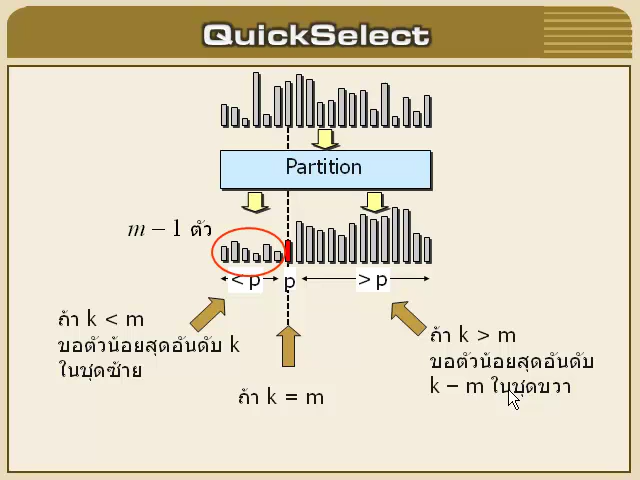 QuickSelect
Partition
m – 1 ตัว
< p
p
> p
ถ้า k < m
ขอตัวน้อยสุดอันดับ k
ในชุดซ้าย
ถ้า k = m
ถ้า k > m
ขอตัวน้อยสุดอันดับ
k – m ในชุดขวา